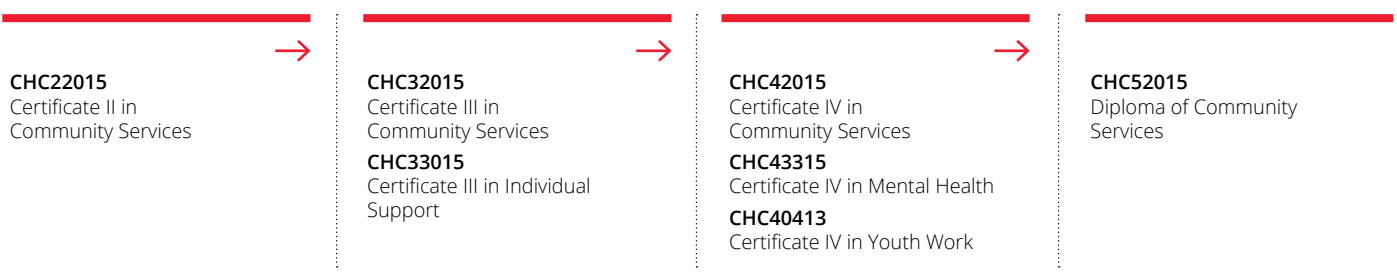 CHC22015
Certificate II in
Community Services
CHC32015
Certificate III in
Community Services
CHC33015
Certificate III in Individual
Support
CHC42015
Certificate IV in
Community Services
CHC43315
Certificate IV in Mental Health
CHC40413
Certificate IV in Youth Work
CHC52015
Diploma of Community
Services